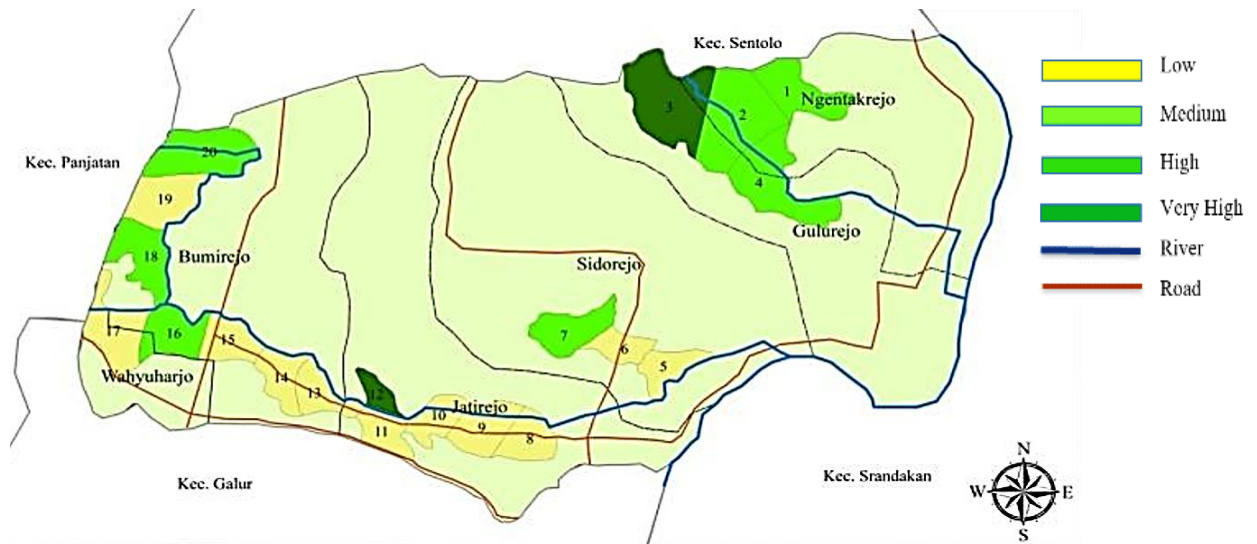 Kec. Sentolo
Low
1
Ngentakrejo
3
2
Medium
20
Kec. Panjatan
High
4
19
Very High
Gulurejo
18
Bumirejo
Sidorejo
River
Road
17
16
15
7
6
5
Wahyuharjo
14
13
12
Jatirejo
10
9
11
8
Kec. Galur
Kec. Srandakan
N
W
E
S